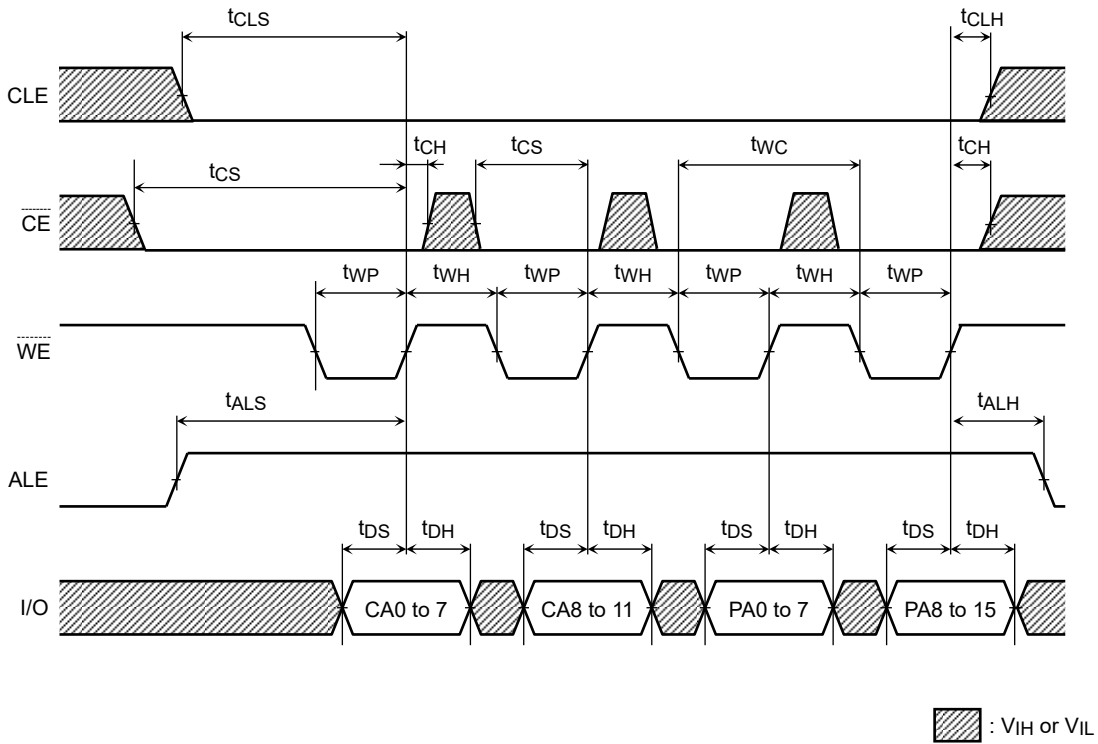 tCLS tCLH
CLE
tCH tCS tWC tCH
tCS
CE
tWP tWH tWP tWH tWP tWH tWP
WE
tALS tALH
ALE
tDS tDH tDS tDH tDS tDH tDS tDH
I/O CA0 to 7 CA8 to 11 PA0 to 7 PA8 to 15
: VIH or VIL